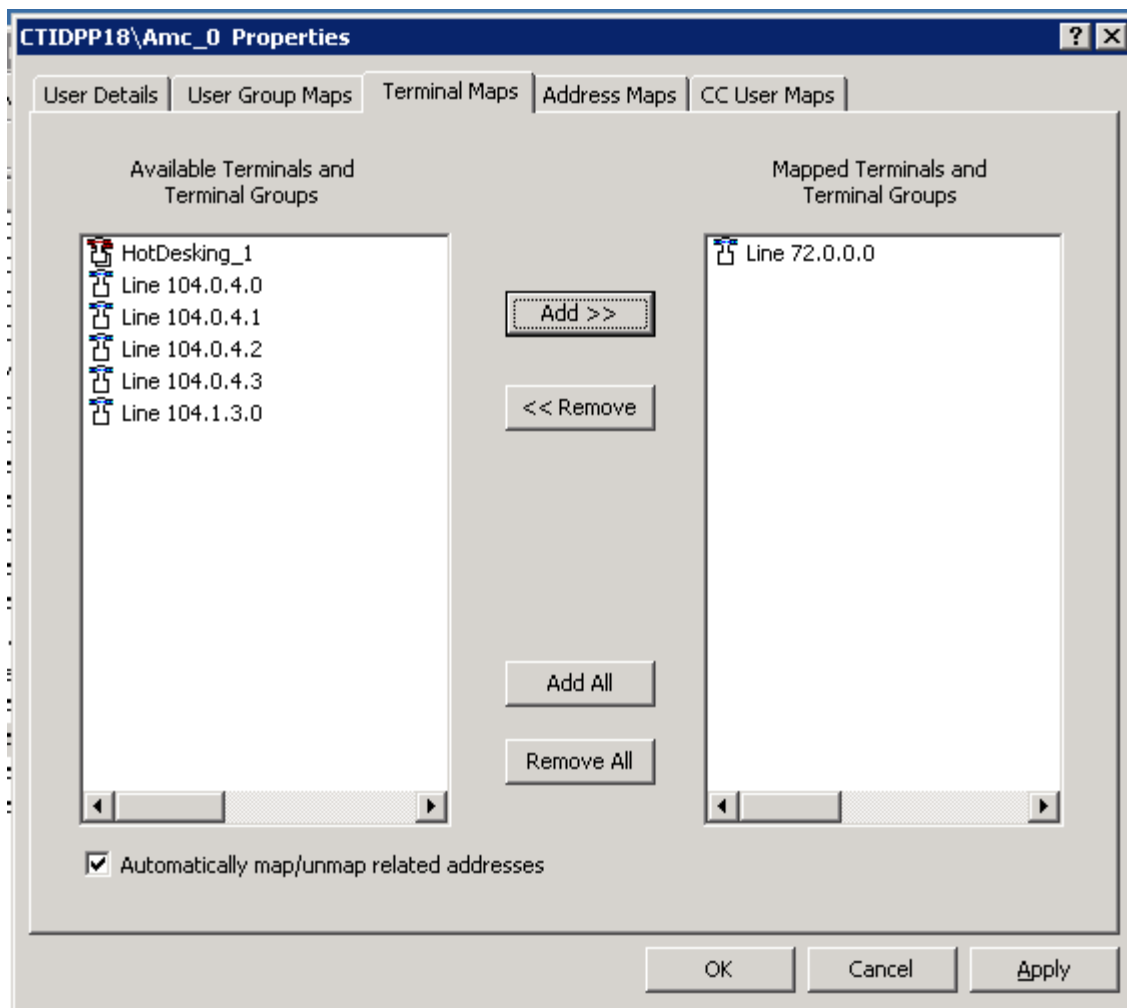 CTIDPP18\Amc_0 Properties
User Details
User Group Maps
Terminal Maps
Address Maps
CC User Maps
Available Terminals and
Terminal Groups
Mapped Terminals and
Terminal Groups
HotDesking_1
Line 104.0.4.0
Line 104.0.4.1
Line 104.0.4.2
Line 104.0.4.3
Line 104.1.3.0
Add >>
<< Remove
Add All
Remove All
Line 72.0.0.0
Automatically map/unmap related addresses
OK
Cancel
Apply